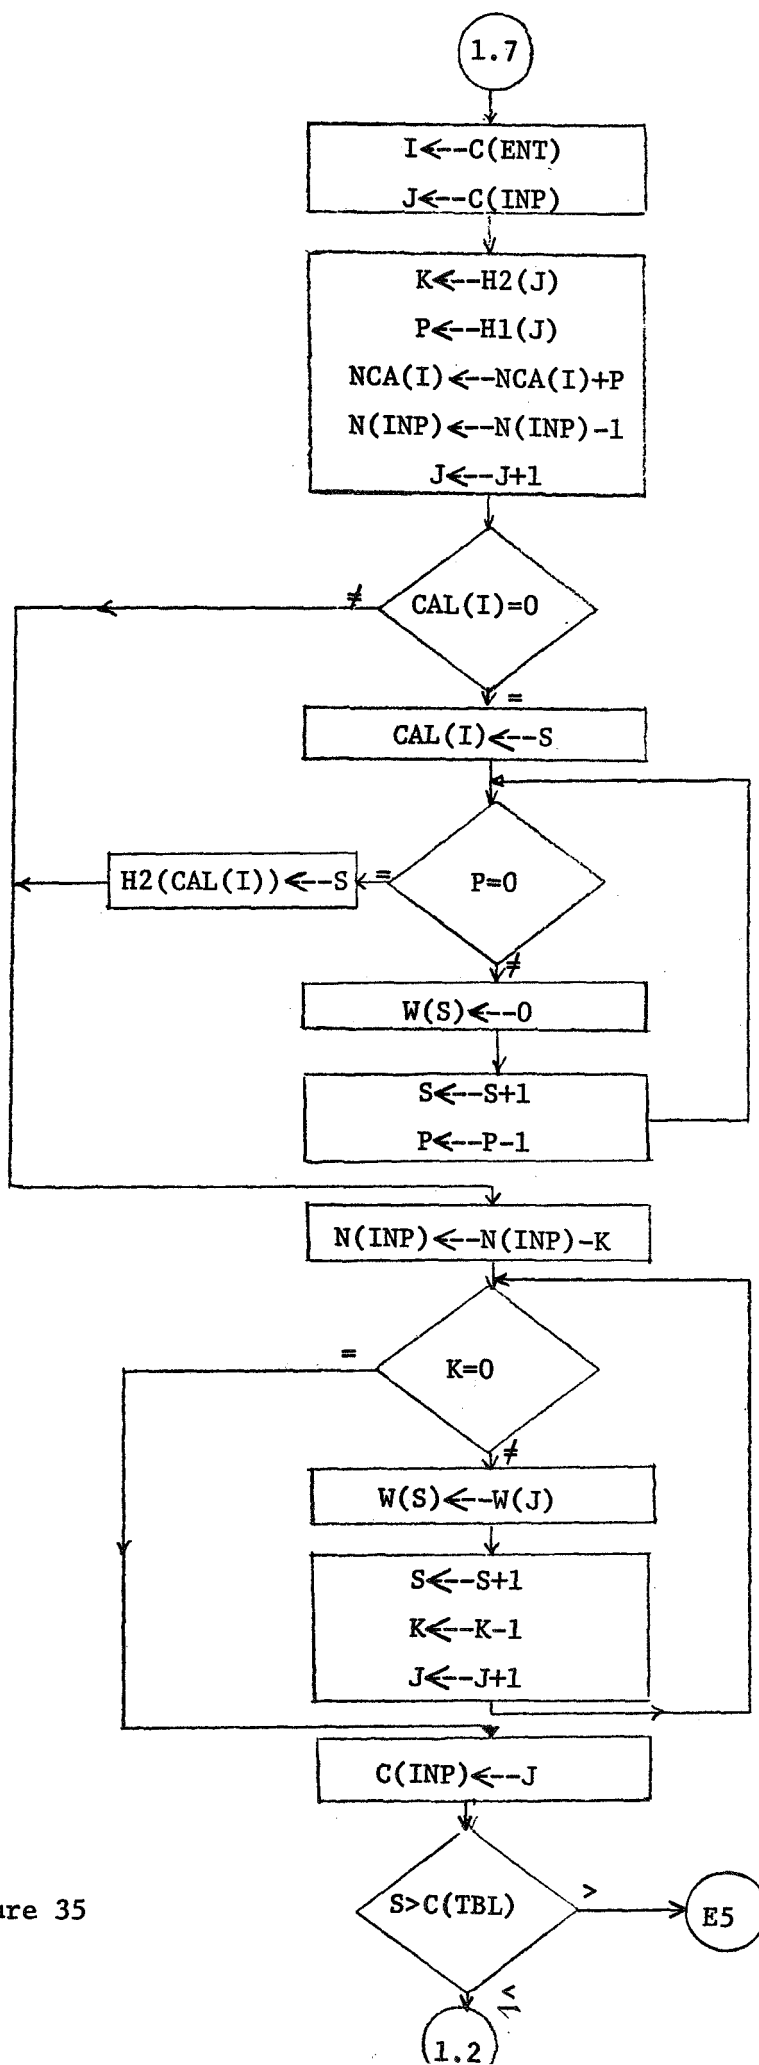 1.7
I<--C(ENT)
J<--C(INP)
K<--H2(J)
P<--H1(J)
NCA(I)<--NCA(I)+P
N(INP)<--N(INP)-1
J<--J+1
≠
CAL(I)=0
=
CAL(I)<--S
H2(CAL(I))<--S
=
P=0
≠
W(S)<--0
S<--S+1
P<--P-1
N(INP)<--N(INP)-K
=
K=0
≠
W(S)<--W(J)
S<--S+1
K<--K-1
J<--J+1
C(INP)<--J
S>C(TBL)
>
E5
ure 35
≤
1.2